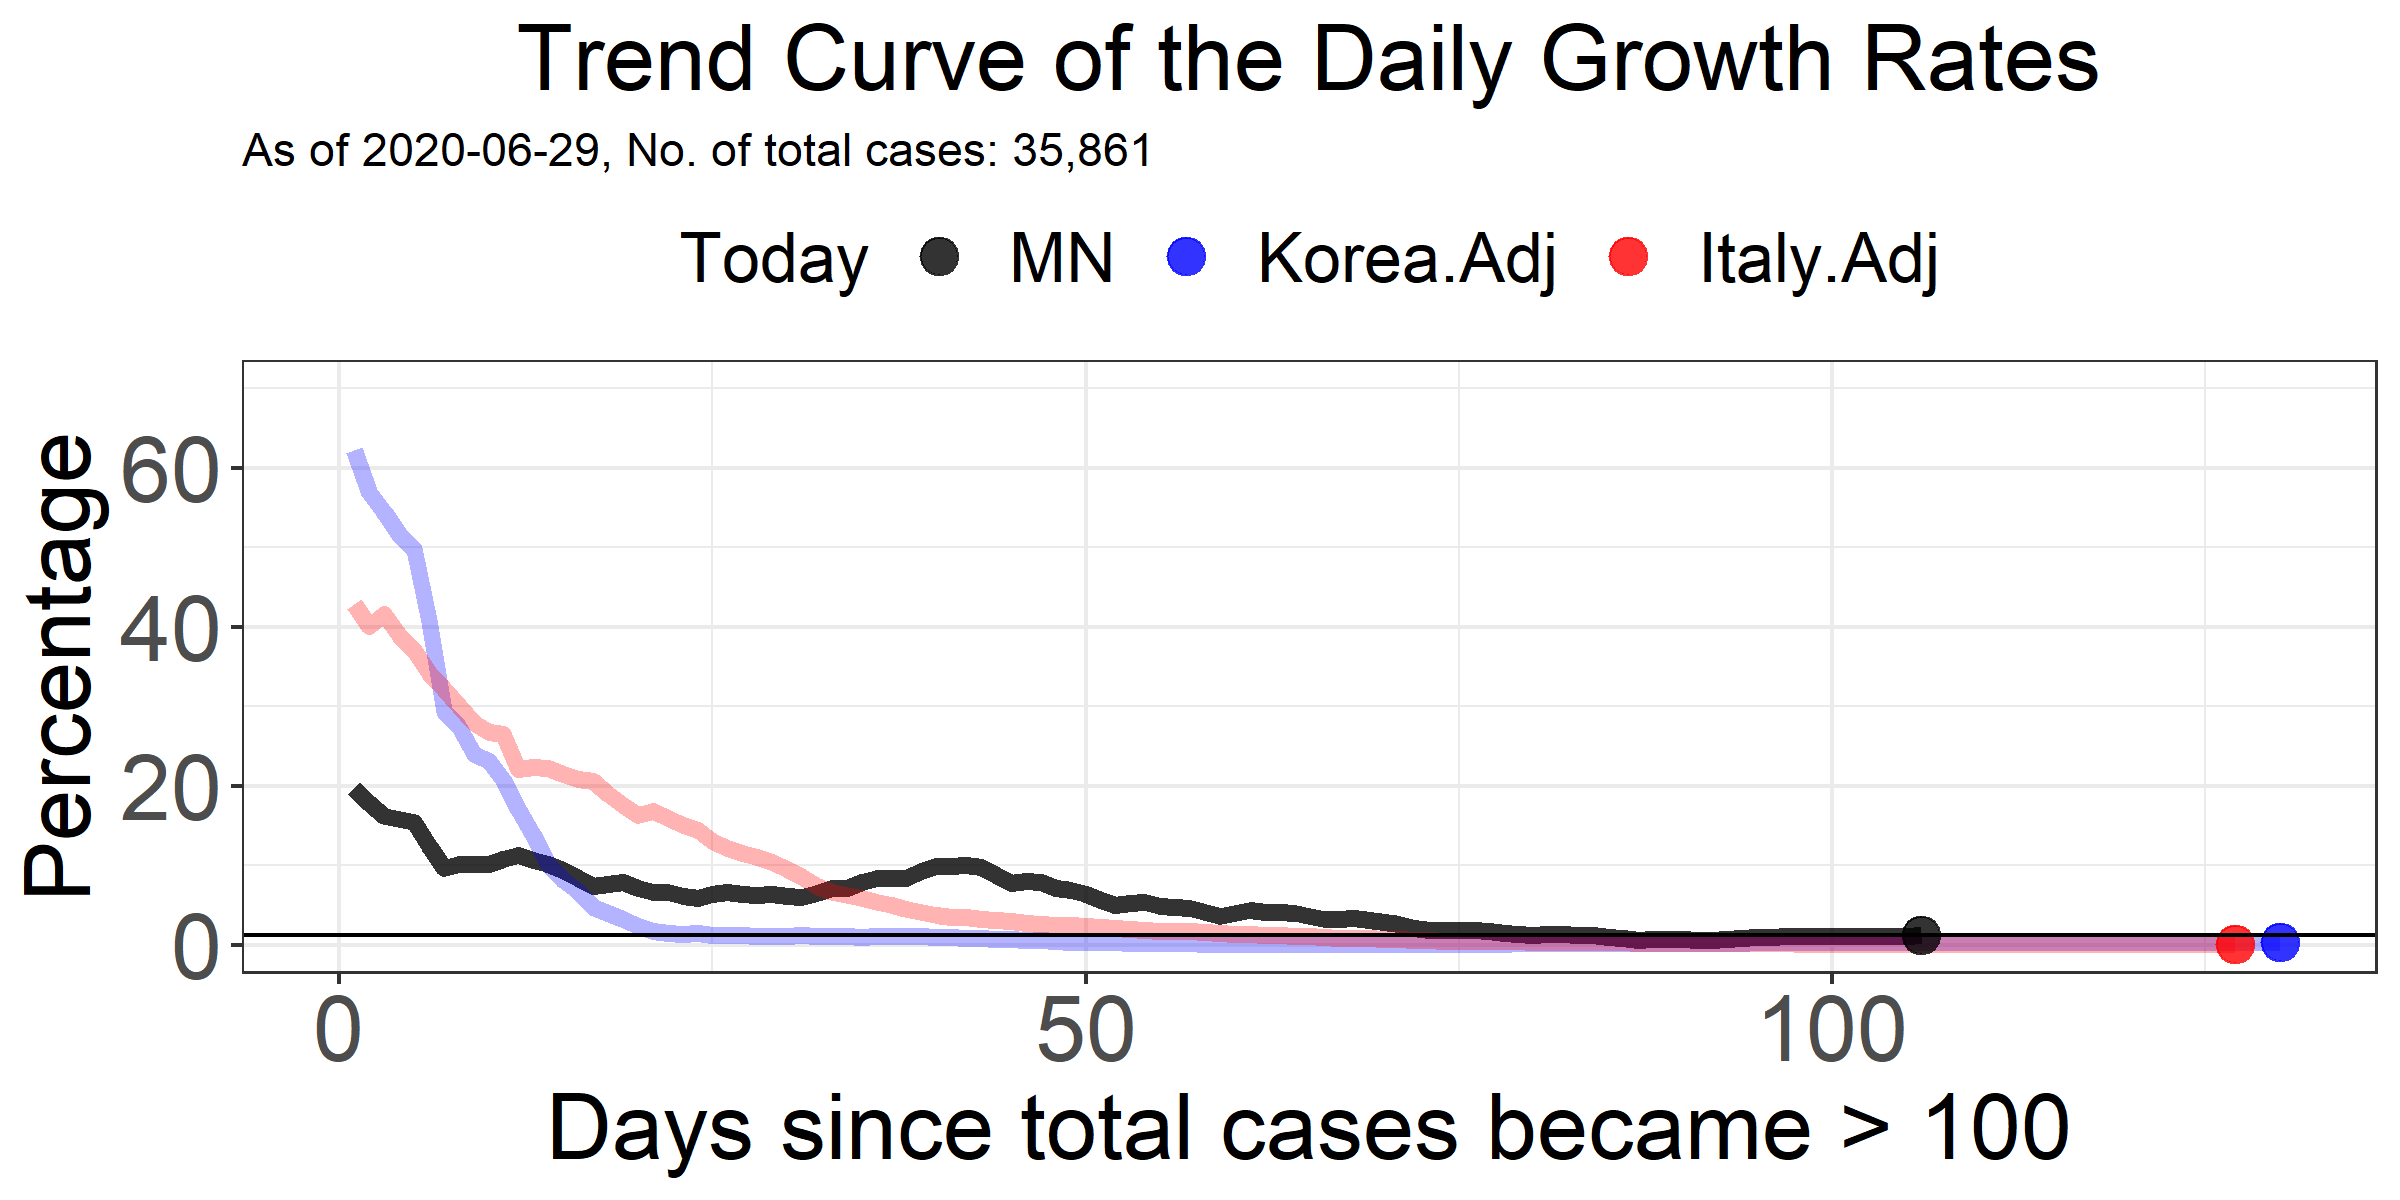 Trend Curve of the Daily Growth Rates
As of 2020-06-29, No. of total cases: 35,861
Today MN Korea.Adj Italy.Adj
Percentage
60
40
20
0
0 50 100
Days since total cases became > 100